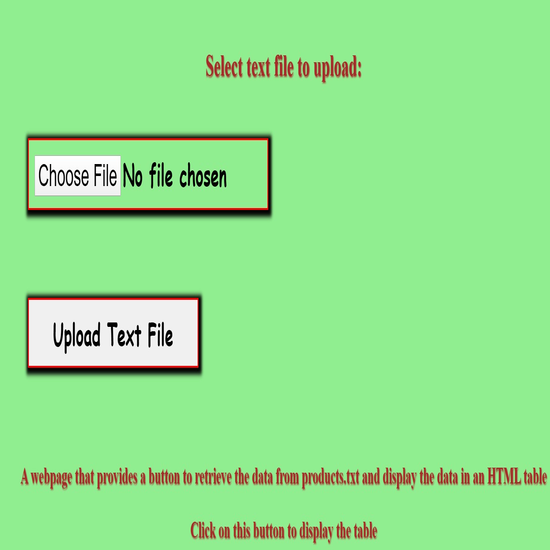 Select text file to upload:
Choose File No file chosen
Upload Text File
A webpage that provides a button to retrieve the data from products.txt and display the data in an HTML table
Click on this button to display the table